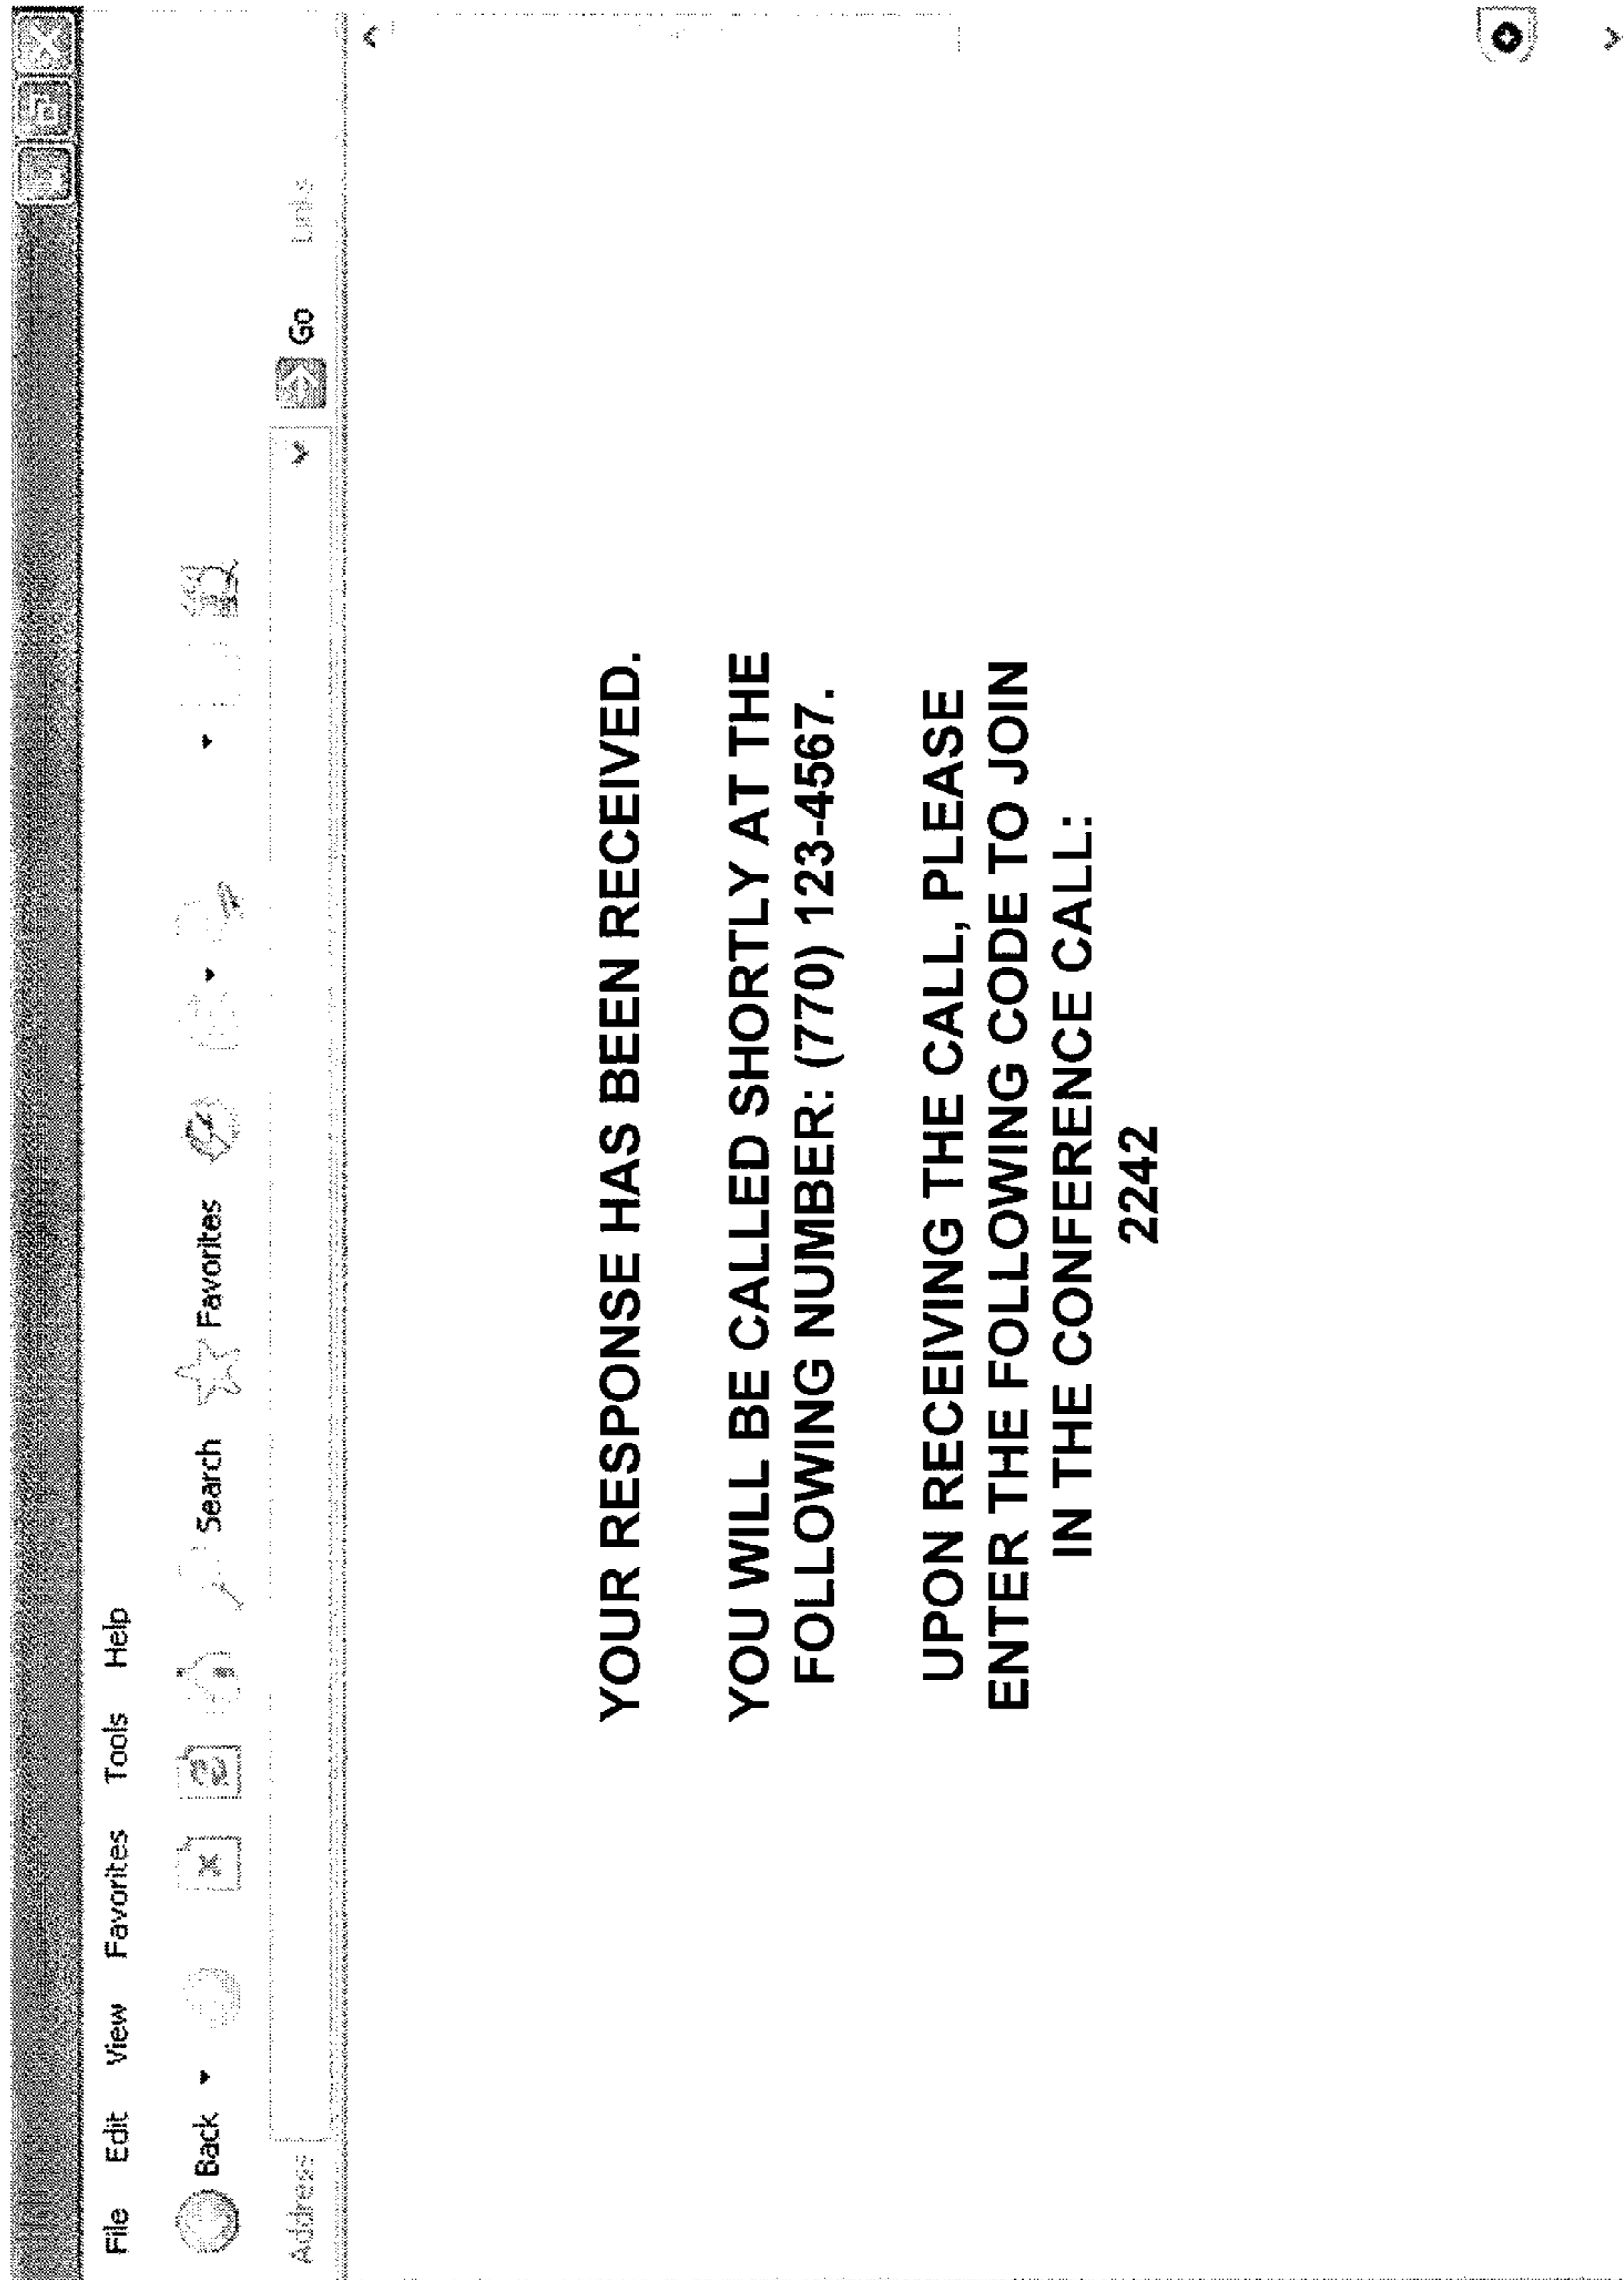 File Edit View Favorites Tools Help
Back Search Favorites
Address Go Links
YOUR RESPONSE HAS BEEN RECEIVED.
YOU WILL BE CALLED SHORTLY AT THE
FOLLOWING NUMBER: (770) 123-4567.
UPON RECEIVING THE CALL, PLEASE
ENTER THE FOLLOWING CODE TO JOIN
IN THE CONFERENCE CALL:
2242